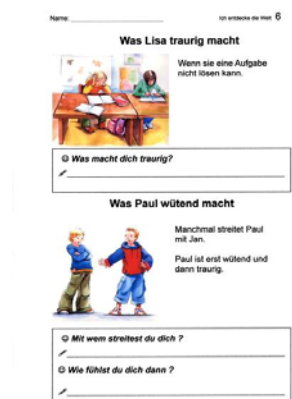 Name:
Ich entdecke die Welt 6
Was Lisa traurig macht
Wenn sie eine Aufgabe
nicht lösen kann.
☺ Was macht dich traurig?
Was Paul wütend macht
Manchmal streitet Paul
mit Jan.
Paul ist erst wütend und
dann traurig.
☺ Mit wem streitest du dich ?
☺ Wie fühlst du dich dann ?